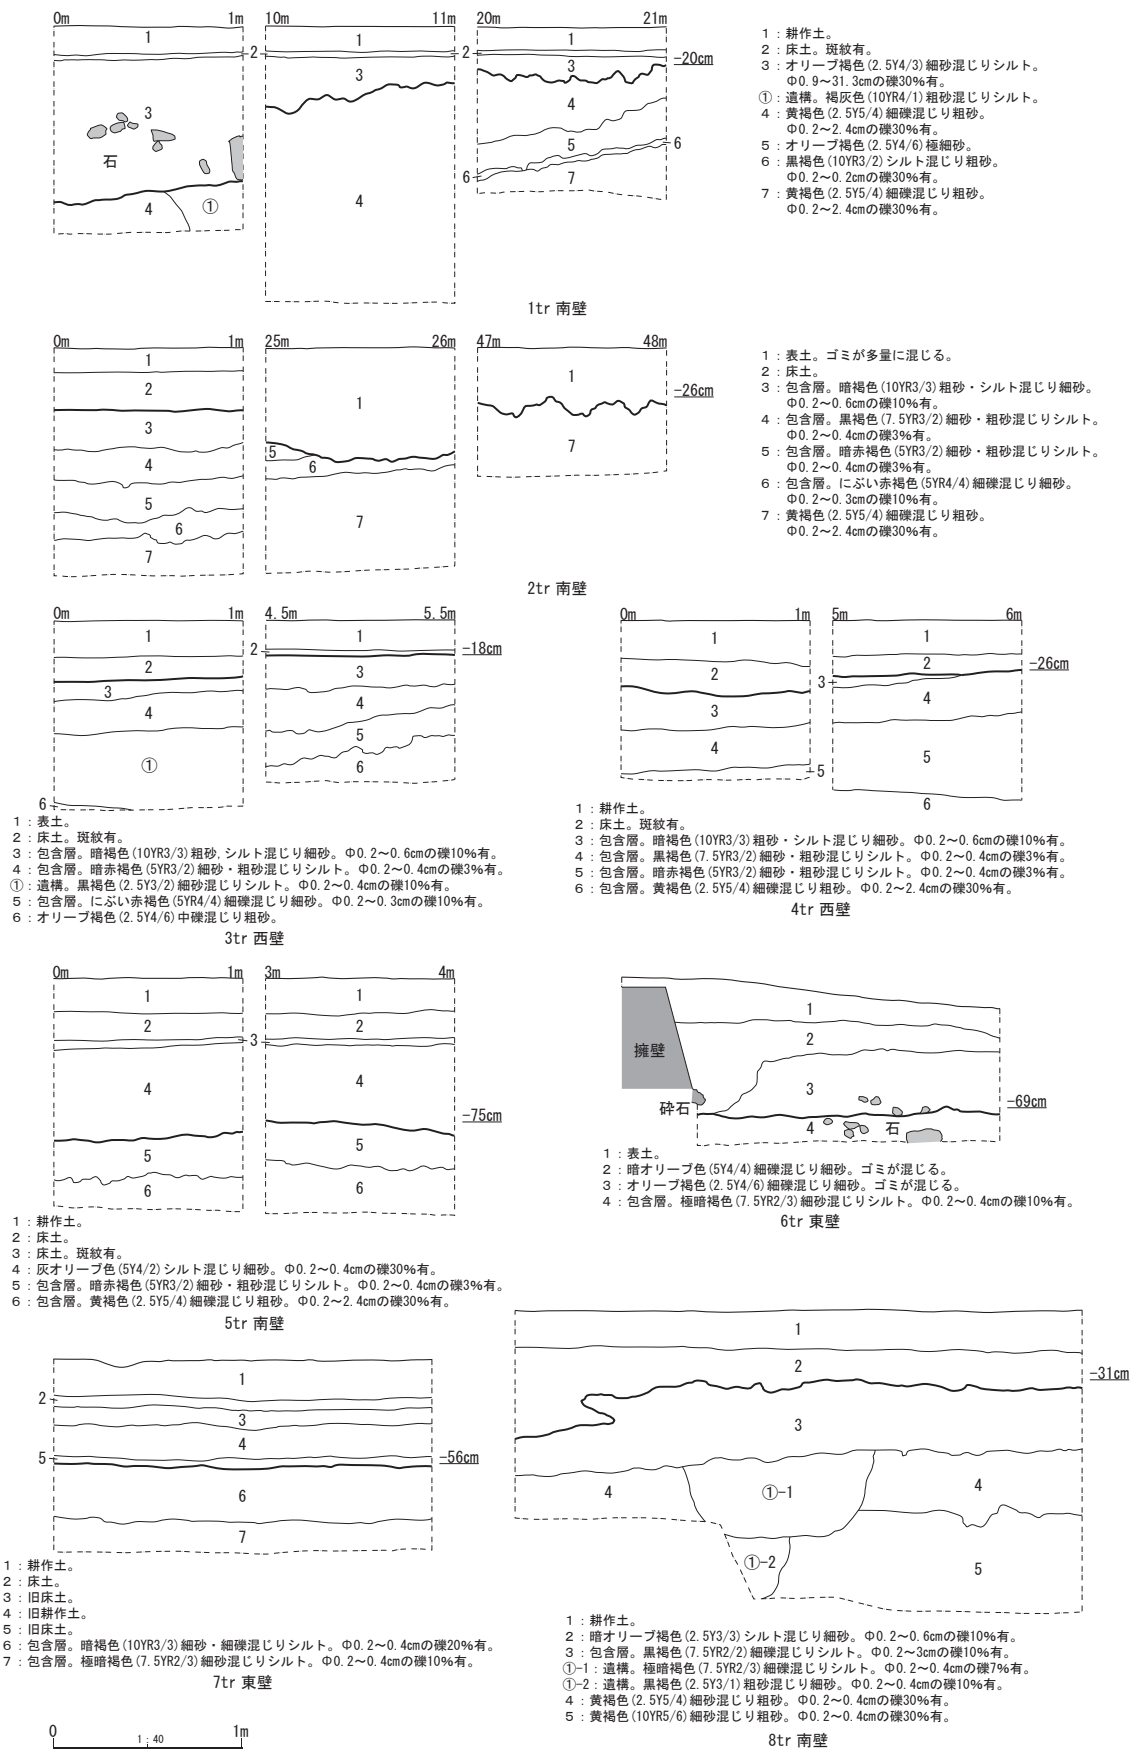 0m 1m 10m 11m 20m 21m
1 1 1
2 2
3 3 3
-20cm
石
4 ① 4 4
5
6 6
7
1：耕作土。
2：床土。斑紋有。
3：オリーブ褐色(2.5Y4/3)細砂混じりシルト。
Φ0.9～31.3cmの礫30%有。
①：遺構。褐灰色(10YR4/1)粗砂混じりシルト。
4：黄褐色(2.5Y5/4)細礫混じり粗砂。
Φ0.2～2.4cmの礫30%有。
5：オリーブ褐色(2.5Y4/6)極細砂。
6：黒褐色(10YR3/2)シルト混じり粗砂。
Φ0.2～0.2cmの礫30%有。
7：黄褐色(2.5Y5/4)細礫混じり粗砂。
Φ0.2～2.4cmの礫30%有。
1tr 南壁
0m 1m 25m 26m 47m 48m
1 1 1
2
-26cm
3
4 5 6 7
5
6 7
7
1：表土。ゴミが多量に混じる。
2：床土。
3：包含層。暗褐色(10YR3/3)粗砂・シルト混じり細砂。
Φ0.2～0.6cmの礫10%有。
4：包含層。黒褐色(7.5YR3/2)細砂・粗砂混じりシルト。
Φ0.2～0.4cmの礫3%有。
5：包含層。暗赤褐色(5YR3/2)細砂・粗砂混じりシルト。
Φ0.2～0.4cmの礫3%有。
6：包含層。にぶい赤褐色(5YR4/4)細礫混じり細砂。
Φ0.2～0.3cmの礫10%有。
7：黄褐色(2.5Y5/4)細礫混じり粗砂。
Φ0.2～2.4cmの礫30%有。
2tr 南壁
0m 1m 4.5m 5.5m
1 1
2 2
-18cm
3 3
4 4
5
① 6
6
1：表土。
2：床土。斑紋有。
3：包含層。暗褐色(10YR3/3)粗砂,シルト混じり細砂。Φ0.2～0.6cmの礫10%有。
4：包含層。暗赤褐色(5YR3/2)細砂・粗砂混じりシルト。Φ0.2～0.4cmの礫3%有。
①：遺構。黒褐色(2.5Y3/2)細砂混じりシルト。Φ0.2～0.4cmの礫10%有。
5：包含層。にぶい赤褐色(5YR4/4)細礫混じり細砂。Φ0.2～0.3cmの礫10%有。
6：オリーブ褐色(2.5Y4/6)中礫混じり粗砂。
3tr 西壁
0m 1m 5m 6m
1 1
2 2
-26cm
3 3
4 4
5 5
6
1：耕作土。
2：床土。斑紋有。
3：包含層。暗褐色(10YR3/3)粗砂・シルト混じり細砂。Φ0.2～0.6cmの礫10%有。
4：包含層。黒褐色(7.5YR3/2)細砂・粗砂混じりシルト。Φ0.2～0.4cmの礫3%有。
5：包含層。暗赤褐色(5YR3/2)細砂・粗砂混じりシルト。Φ0.2～0.4cmの礫3%有。
6：包含層。黄褐色(2.5Y5/4)細礫混じり粗砂。Φ0.2～2.4cmの礫30%有。
4tr 西壁
0m 1m 3m 4m
1 1
2 2
3
4 4
-75cm
5 5
6 6
1：耕作土。
2：床土。
3：床土。斑紋有。
4：灰オリーブ色(5Y4/2)シルト混じり細砂。Φ0.2～0.4cmの礫30%有。
5：包含層。暗赤褐色(5YR3/2)細砂・粗砂混じりシルト。Φ0.2～0.4cmの礫3%有。
6：包含層。黄褐色(2.5Y5/4)細礫混じり粗砂。Φ0.2～2.4cmの礫30%有。
5tr 南壁
1
2
擁壁
3
砕石
-69cm
4 石
1：表土。
2：暗オリーブ色(5Y4/4)細礫混じり細砂。ゴミが混じる。
3：オリーブ褐色(2.5Y4/6)細礫混じり細砂。ゴミが混じる。
4：包含層。極暗褐色(7.5YR2/3)細砂混じりシルト。Φ0.2～0.4cmの礫10%有。
6tr 東壁
1
2
3
4
5
-56cm
6
7
1：耕作土。
2：床土。
3：旧床土。
4：旧耕作土。
5：旧床土。
6：包含層。暗褐色(10YR3/3)細砂・細礫混じりシルト。Φ0.2～0.4cmの礫20%有。
7：包含層。極暗褐色(7.5YR2/3)細砂混じりシルト。Φ0.2～0.4cmの礫10%有。
7tr 東壁
1
2
-31cm
3
4 ①-1 4
①-2 5
1：耕作土。
2：暗オリーブ褐色(2.5Y3/3)シルト混じり細砂。Φ0.2～0.6cmの礫10%有。
3：包含層。黒褐色(7.5YR2/2)細礫混じりシルト。Φ0.2～3cmの礫10%有。
①-1：遺構。極暗褐色(7.5YR2/3)細礫混じりシルト。Φ0.2～0.4cmの礫7%有。
①-2：遺構。黒褐色(2.5Y3/1)粗砂混じり細砂。Φ0.2～0.4cmの礫10%有。
4：黄褐色(2.5Y5/4)細砂混じり粗砂。Φ0.2～0.4cmの礫30%有。
5：黄褐色(10YR5/6)細砂混じり粗砂。Φ0.2～0.4cmの礫30%有。
8tr 南壁
0 1：40 1m